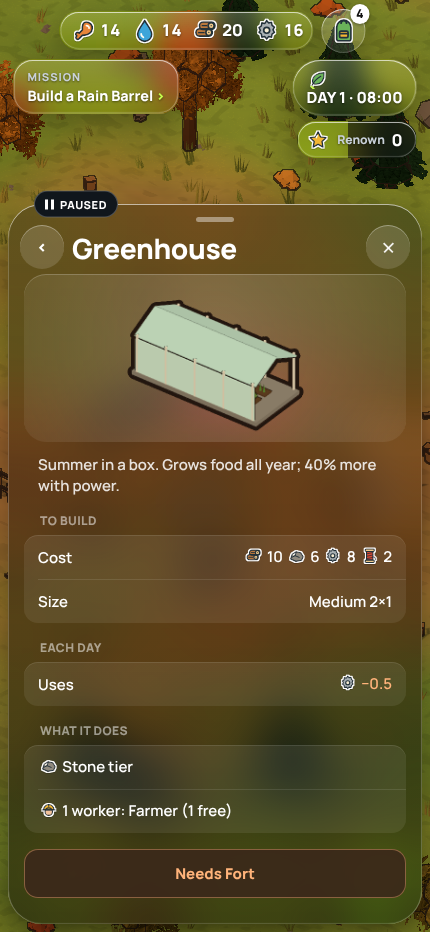 14 14 20 16 4
MISSION
Build a Rain Barrel ›
DAY 1 · 08:00
Renown 0
PAUSED
Greenhouse
Summer in a box. Grows food all year; 40% more
with power.
TO BUILD
Cost 10 6 8 2
Size Medium 2×1
EACH DAY
Uses −0.5
WHAT IT DOES
Stone tier
1 worker: Farmer (1 free)
Needs Fort